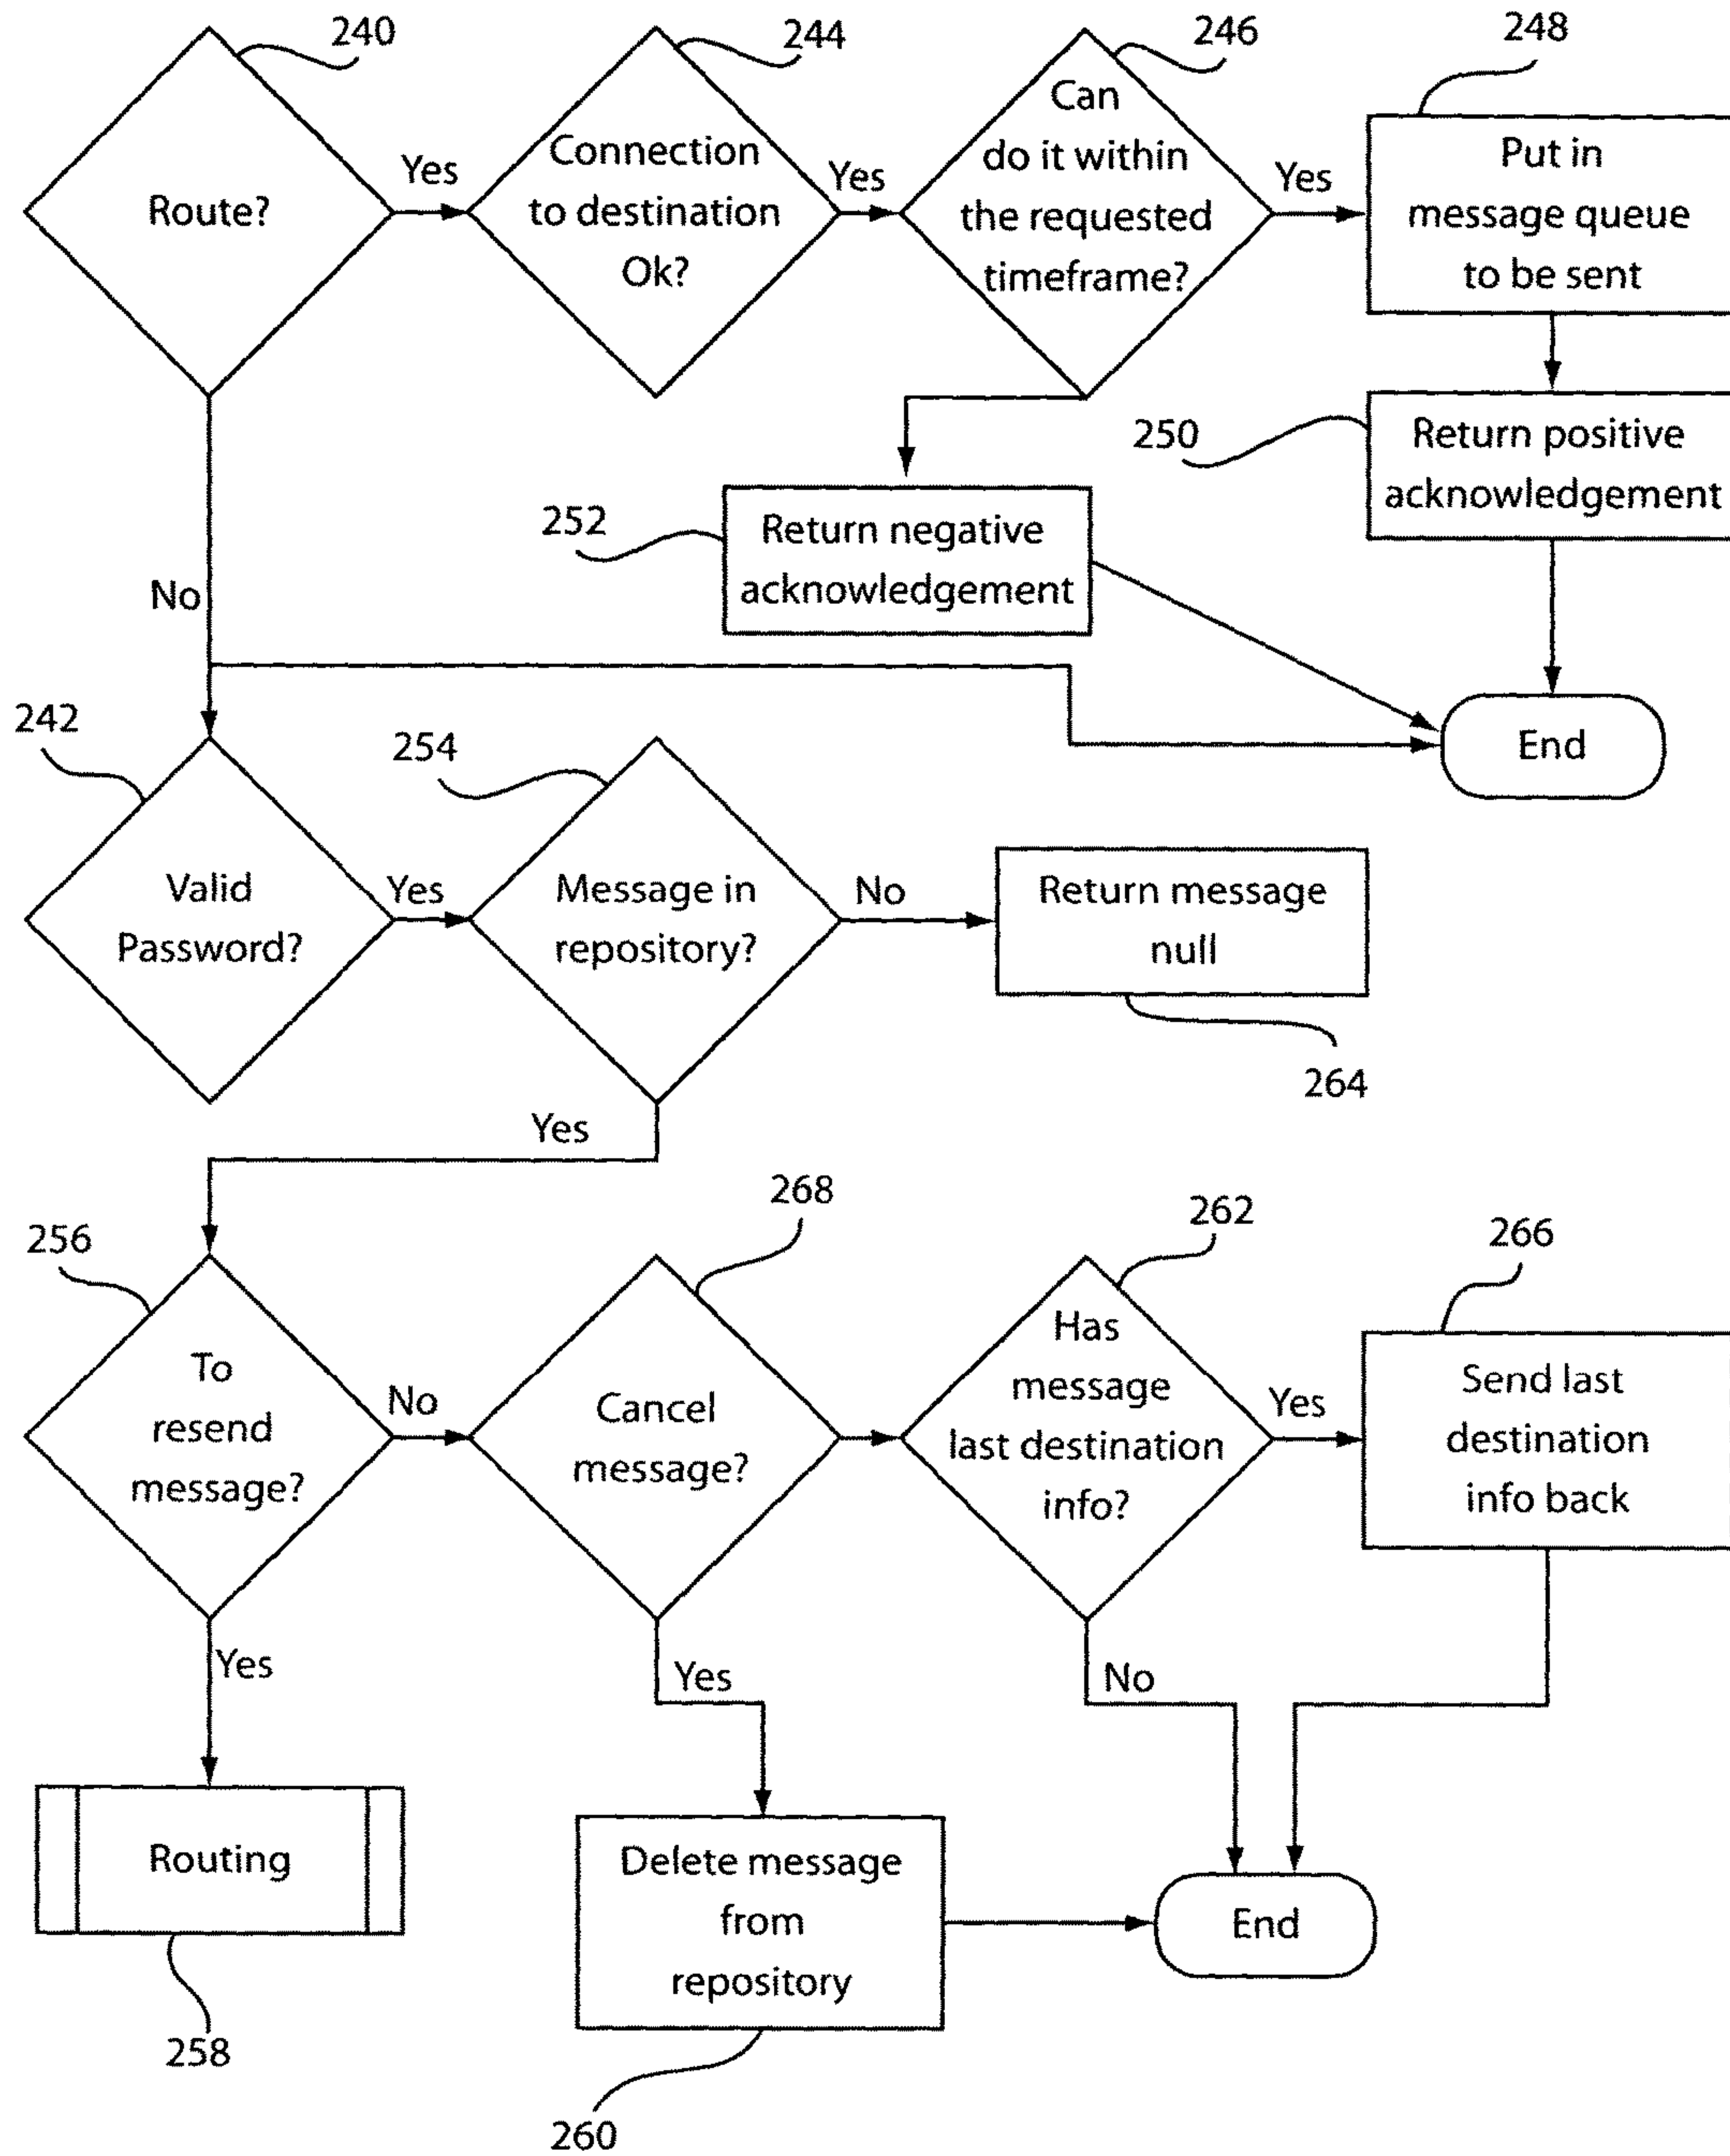 240
244
246
248
Route?
Yes
Connection
to destination
Ok?
Yes
Can
do it within
the requested
timeframe?
Yes
Put in
message queue
to be sent
250
Return positive
acknowledgement
252
Return negative
acknowledgement
No
End
242
254
Valid
Password?
Yes
Message in
repository?
No
Return message
null
264
Yes
256
268
262
266
To
resend
message?
No
Cancel
message?
Has
message
last destination
info?
Yes
Send last
destination
info back
Yes
Yes
No
Routing
Delete message
from
repository
End
258
260